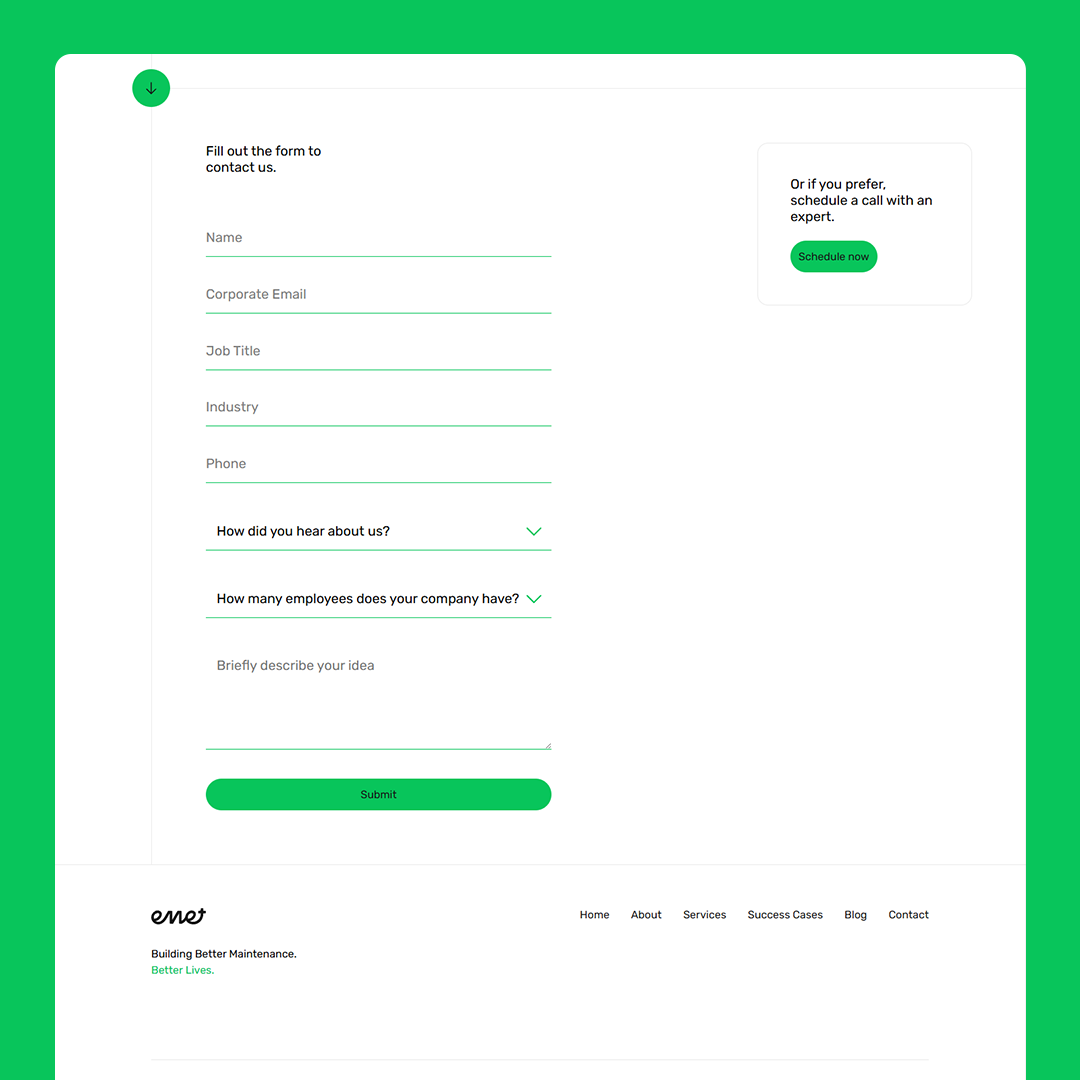 Fill out the form to
contact us.
Or if you prefer,
schedule a call with an
expert.
Schedule now
Name
Corporate Email
Job Title
Industry
Phone
How did you hear about us?
How many employees does your company have?
Briefly describe your idea
Submit
enet
Home About Services Success Cases Blog Contact
Building Better Maintenance.
Better Lives.